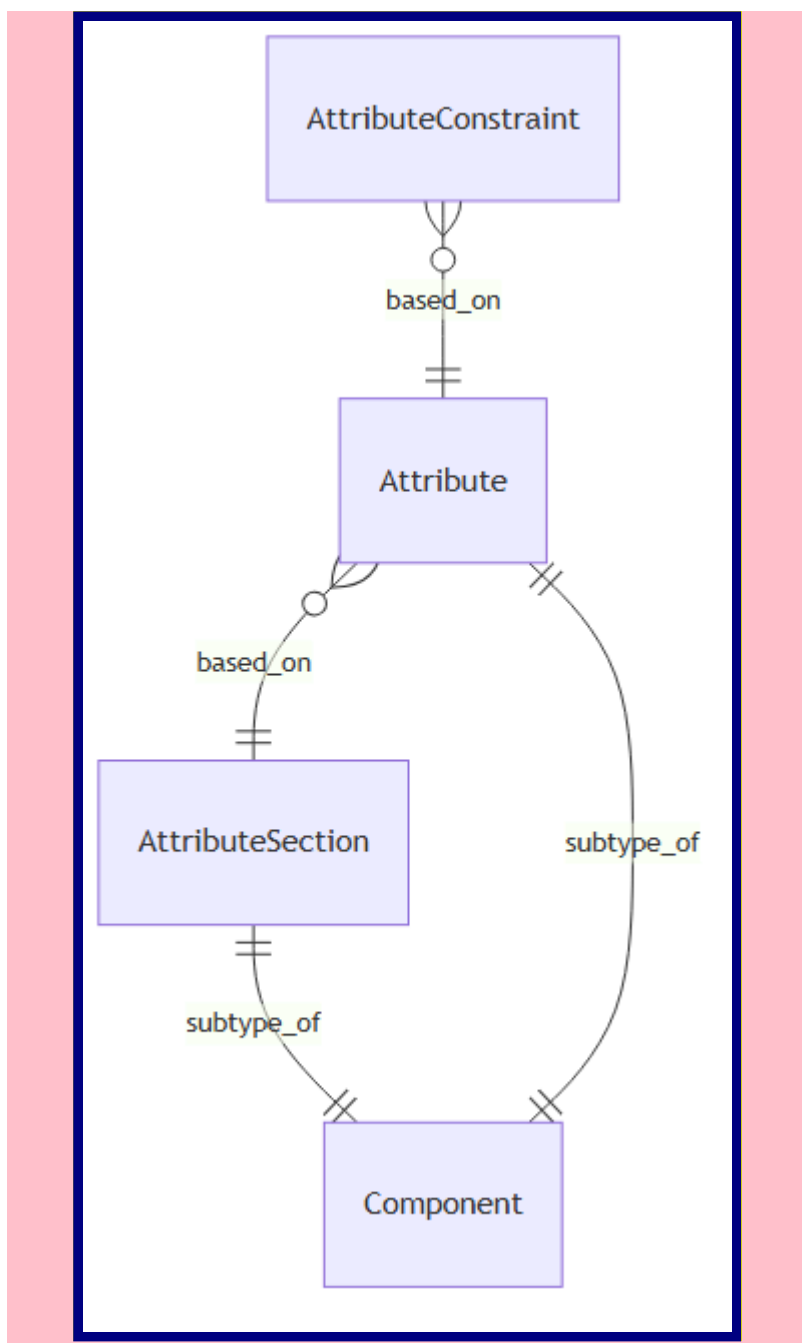 AttributeConstraint
based_on
Attribute
based_on
AttributeSection
subtype_of
subtype_of
Component